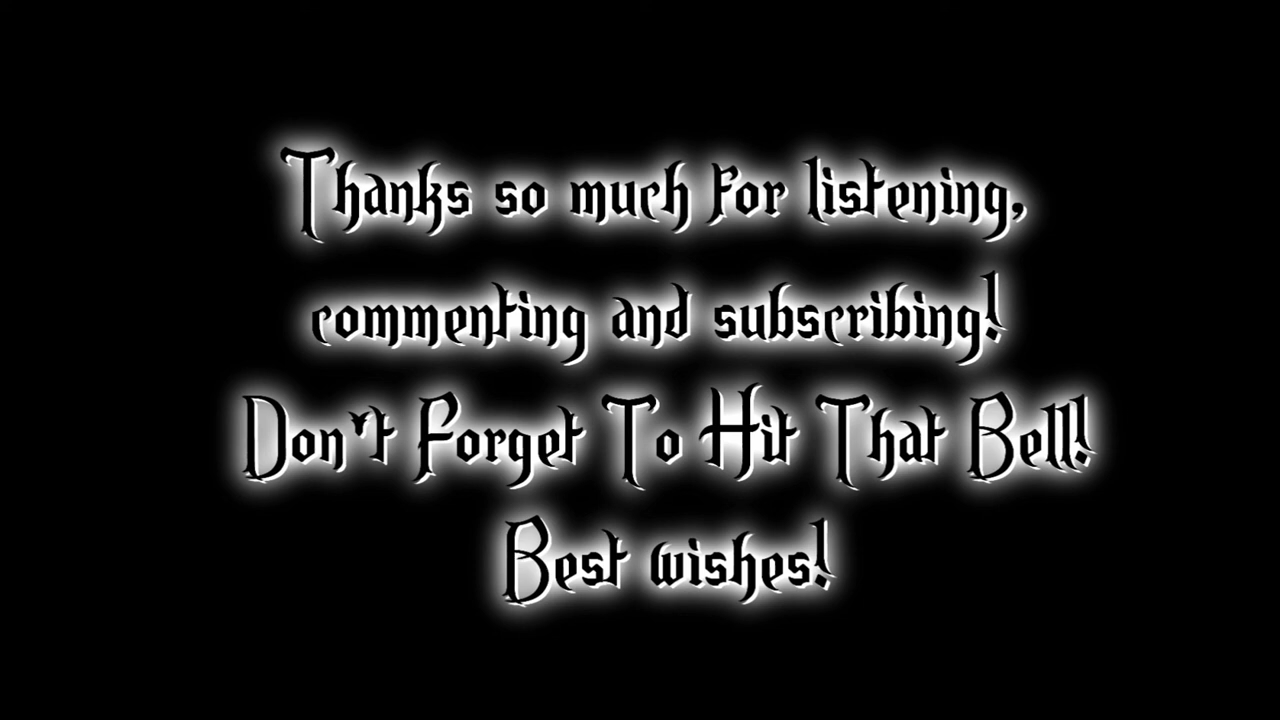 Thanks so much for listening,
commenting and subscribing!
Don't Forget To Hit That Bell!
Best wishes!